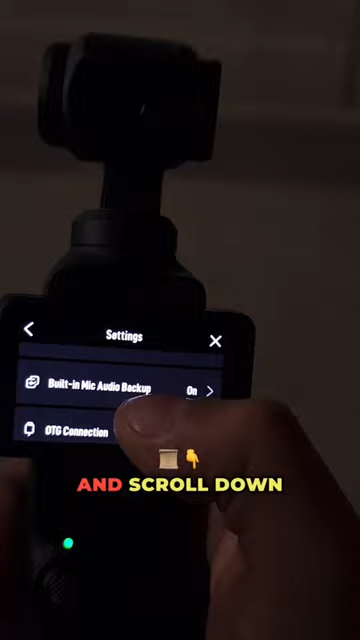 Settings
Built-in Mic Audio Backup On
OTG Connection
AND SCROLL DOWN